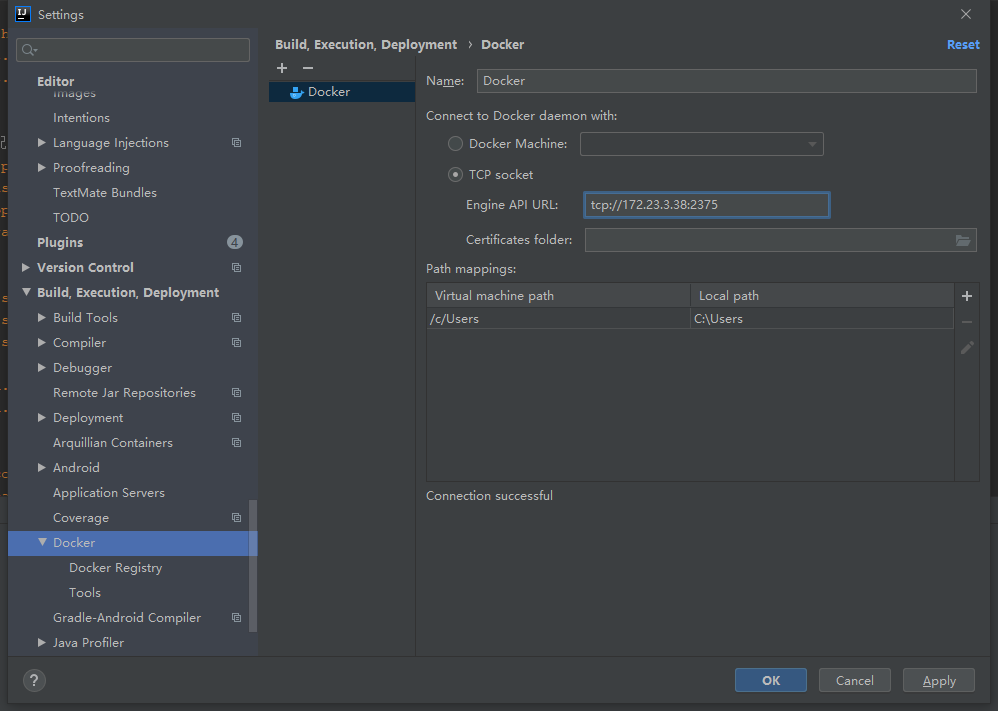 Settings
Build, Execution, Deployment › Docker
Reset
Editor
Images
Intentions
Language Injections
Proofreading
TextMate Bundles
TODO
Plugins 4
Version Control
Build, Execution, Deployment
Build Tools
Compiler
Debugger
Remote Jar Repositories
Deployment
Arquillian Containers
Android
Application Servers
Coverage
Docker
Docker Registry
Tools
Gradle-Android Compiler
Java Profiler
Docker
Name: Docker
Connect to Docker daemon with:
Docker Machine:
TCP socket
Engine API URL: tcp://172.23.3.38:2375
Certificates folder:
Path mappings:
Virtual machine path Local path
/c/Users C:\Users
Connection successful
?
OK Cancel Apply